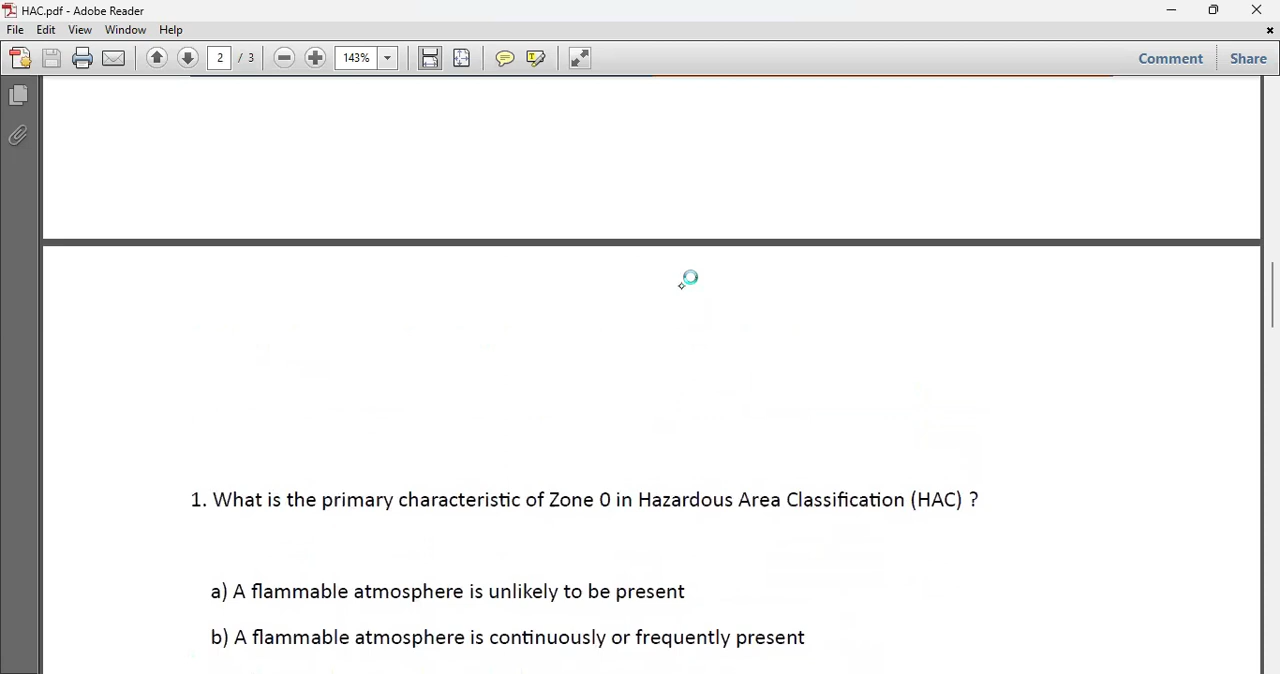 HAC.pdf - Adobe Reader
File Edit View Window Help
2 / 3 143% Comment Share
1. What is the primary characteristic of Zone 0 in Hazardous Area Classification (HAC) ?
a) A flammable atmosphere is unlikely to be present
b) A flammable atmosphere is continuously or frequently present